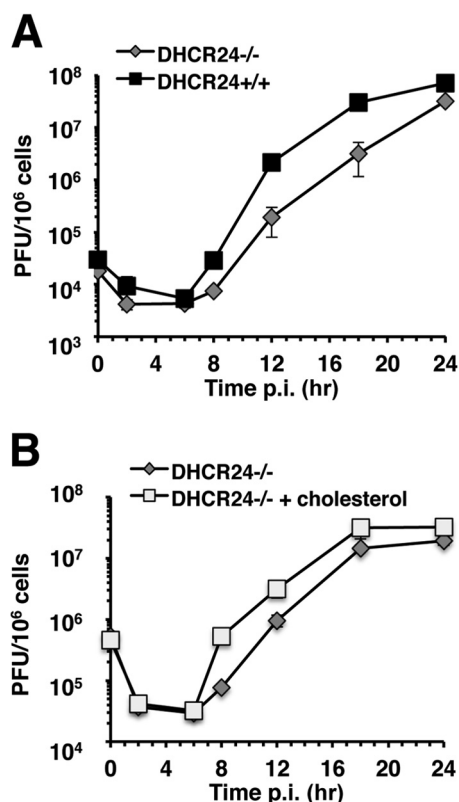 A
DHCR24-/-
DHCR24+/+
10⁸
10⁷
10⁶
10⁵
10⁴
10³
PFU/10⁶ cells
0 4 8 12 16 20 24
Time p.i. (hr)
B
DHCR24-/-
DHCR24-/- + cholesterol
10⁸
10⁷
10⁶
10⁵
10⁴
PFU/10⁶ cells
0 4 8 12 16 20 24
Time p.i. (hr)